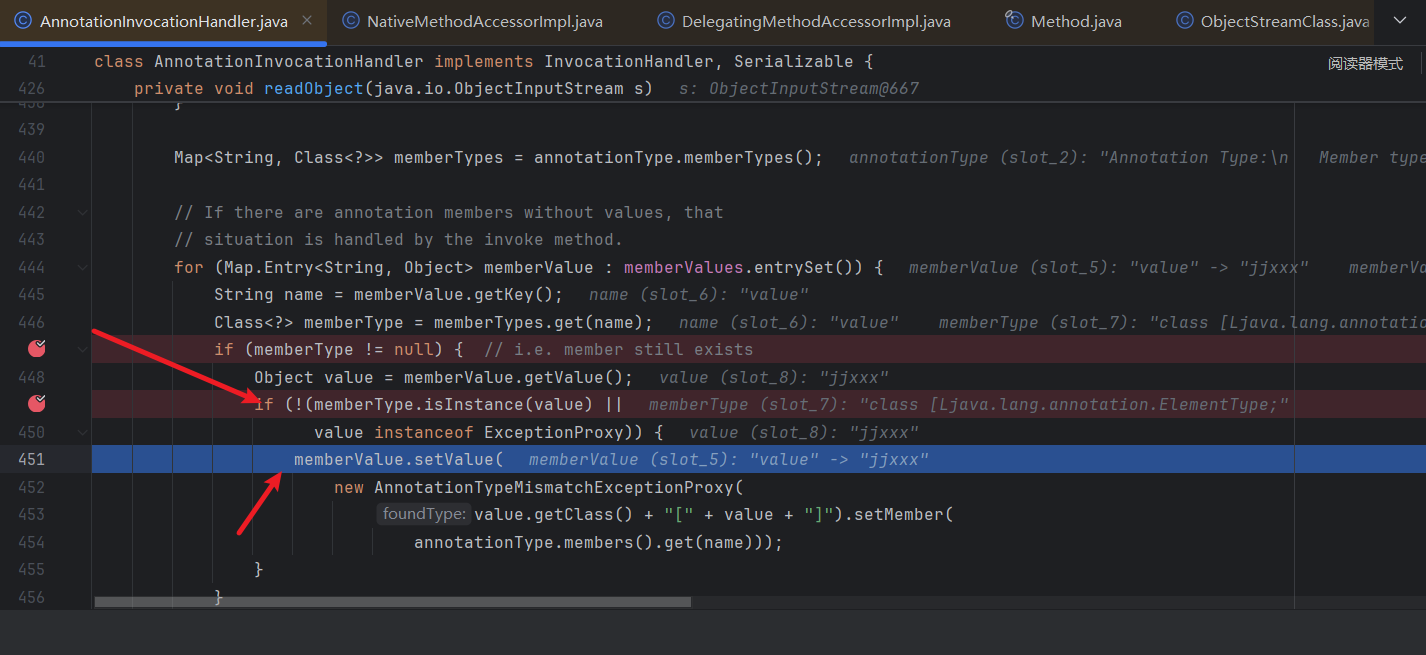 AnnotationInvocationHandler.java × NativeMethodAccessorImpl.java DelegatingMethodAccessorImpl.java Method.java ObjectStreamClass.java
41 class AnnotationInvocationHandler implements InvocationHandler, Serializable {
阅读器模式
426 private void readObject(java.io.ObjectInputStream s) s: ObjectInputStream@667
438 }
439
440 Map<String, Class<?>> memberTypes = annotationType.memberTypes(); annotationType (slot_2): "Annotation Type:\n Member type
441
442 // If there are annotation members without values, that
443 // situation is handled by the invoke method.
444 for (Map.Entry<String, Object> memberValue : memberValues.entrySet()) { memberValue (slot_5): "value" -> "jjxxx" memberVa
445 String name = memberValue.getKey(); name (slot_6): "value"
446 Class<?> memberType = memberTypes.get(name); name (slot_6): "value" memberType (slot_7): "class [Ljava.lang.annotatio
if (memberType != null) { // i.e. member still exists
448 Object value = memberValue.getValue(); value (slot_8): "jjxxx"
if (!(memberType.isInstance(value) || memberType (slot_7): "class [Ljava.lang.annotation.ElementType;"
450 value instanceof ExceptionProxy)) { value (slot_8): "jjxxx"
451 memberValue.setValue( memberValue (slot_5): "value" -> "jjxxx"
452 new AnnotationTypeMismatchExceptionProxy(
453 foundType: value.getClass() + "[" + value + "]").setMember(
454 annotationType.members().get(name)));
455 }
456 }